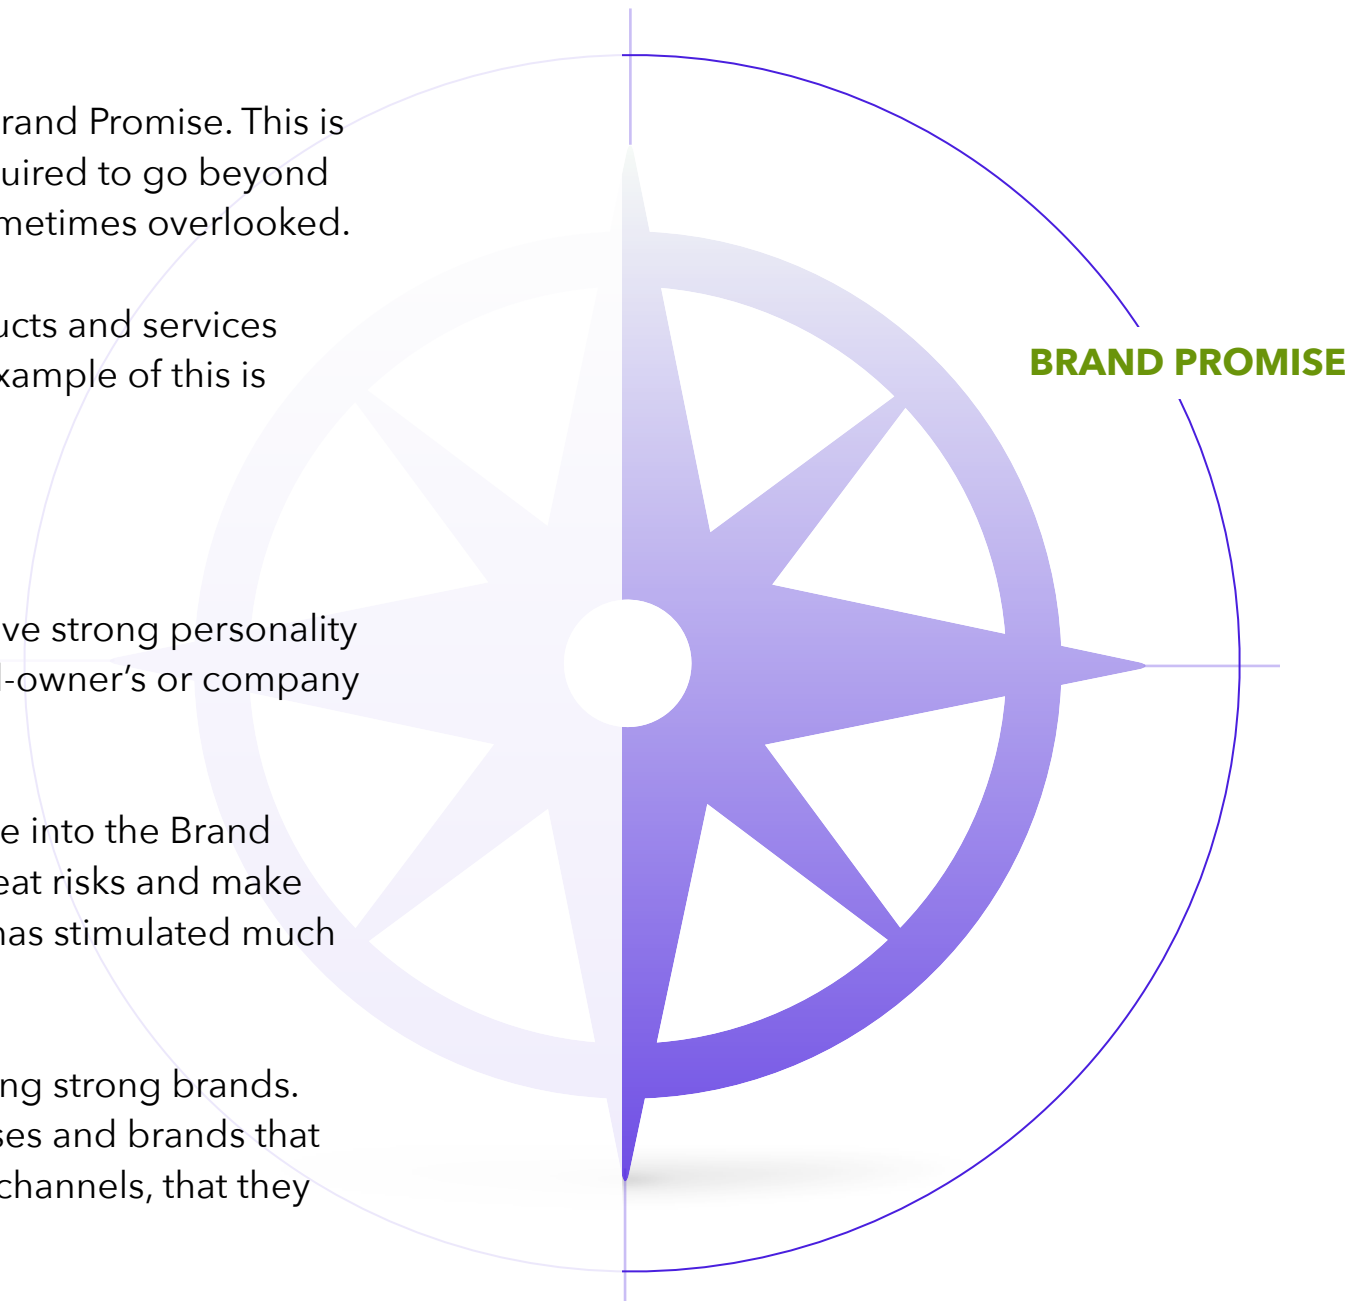 rand Promise. This is
uired to go beyond
metimes overlooked.
ucts and services
xample of this is
BRAND PROMISE
ve strong personality
-owner's or company
e into the Brand
eat risks and make
has stimulated much
ng strong brands.
ses and brands that
channels, that they